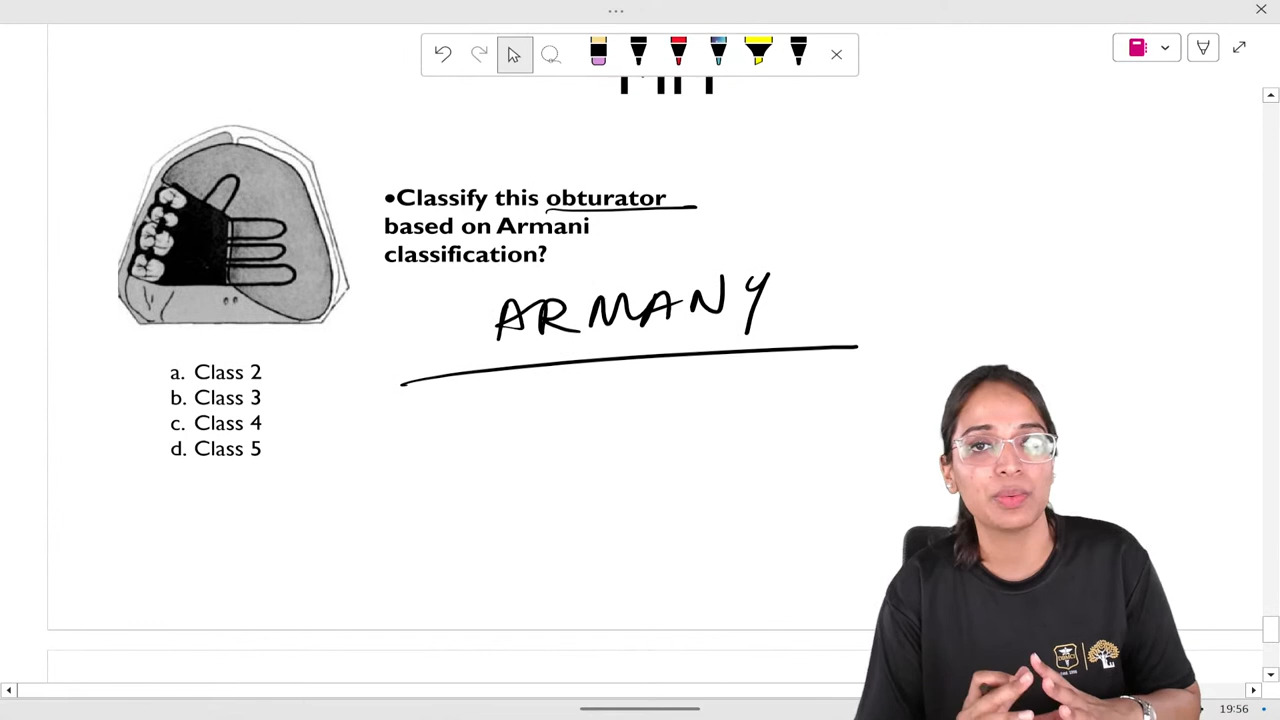 •Classify this obturator
based on Armani
classification?
ARMANY
a. Class 2
b. Class 3
c. Class 4
d. Class 5
19:56